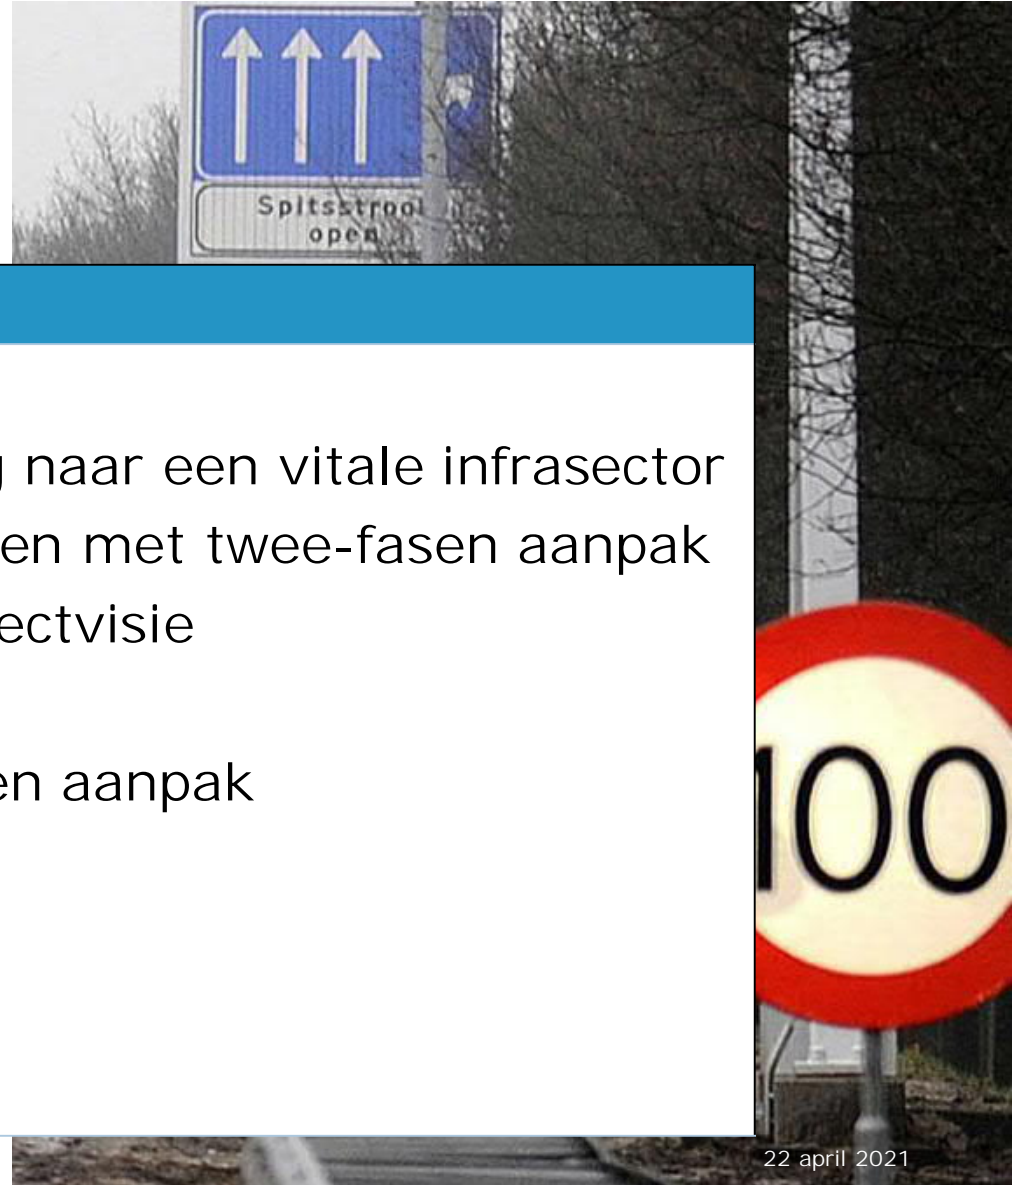 Spitsstrook
open
naar een vitale infrasector
en met twee-fasen aanpak
ectvisie
en aanpak
100
22 april 2021